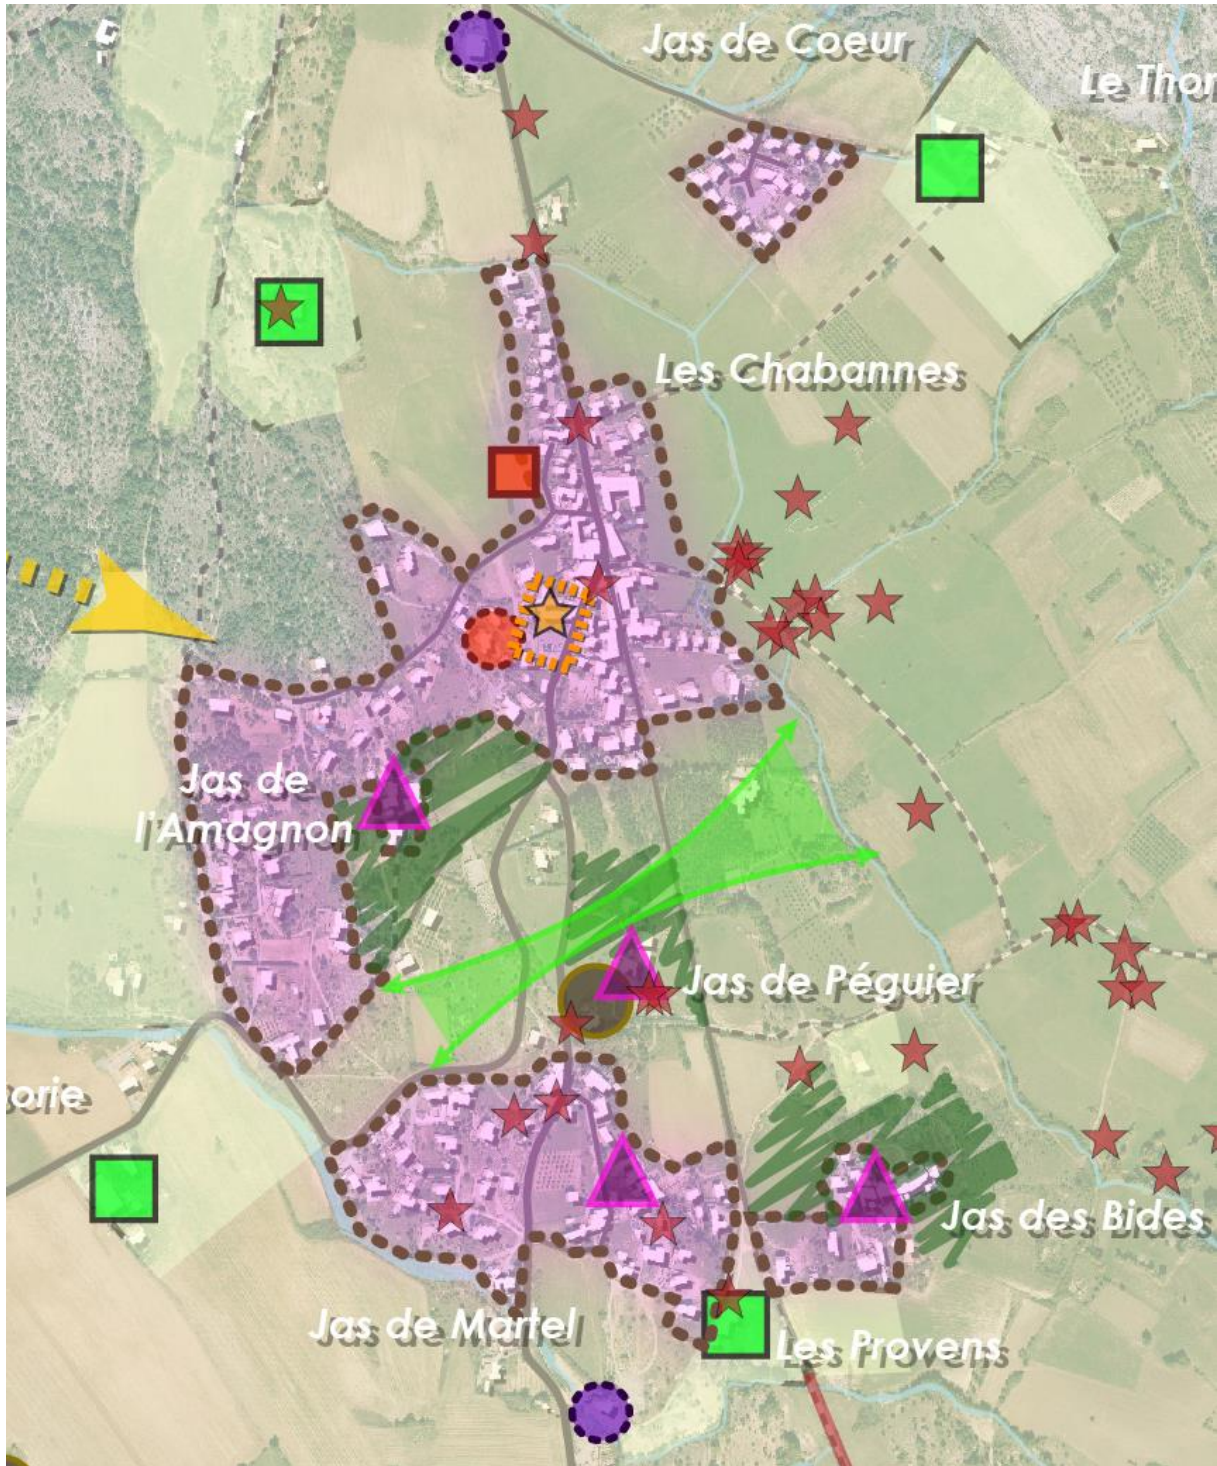 Jas de Coeur
Le Thor
Les Chabannes
Jas de
l'Amagnon
Jas de Péguier
orie
Jas des Bides
Jas de Martel
Les Provens